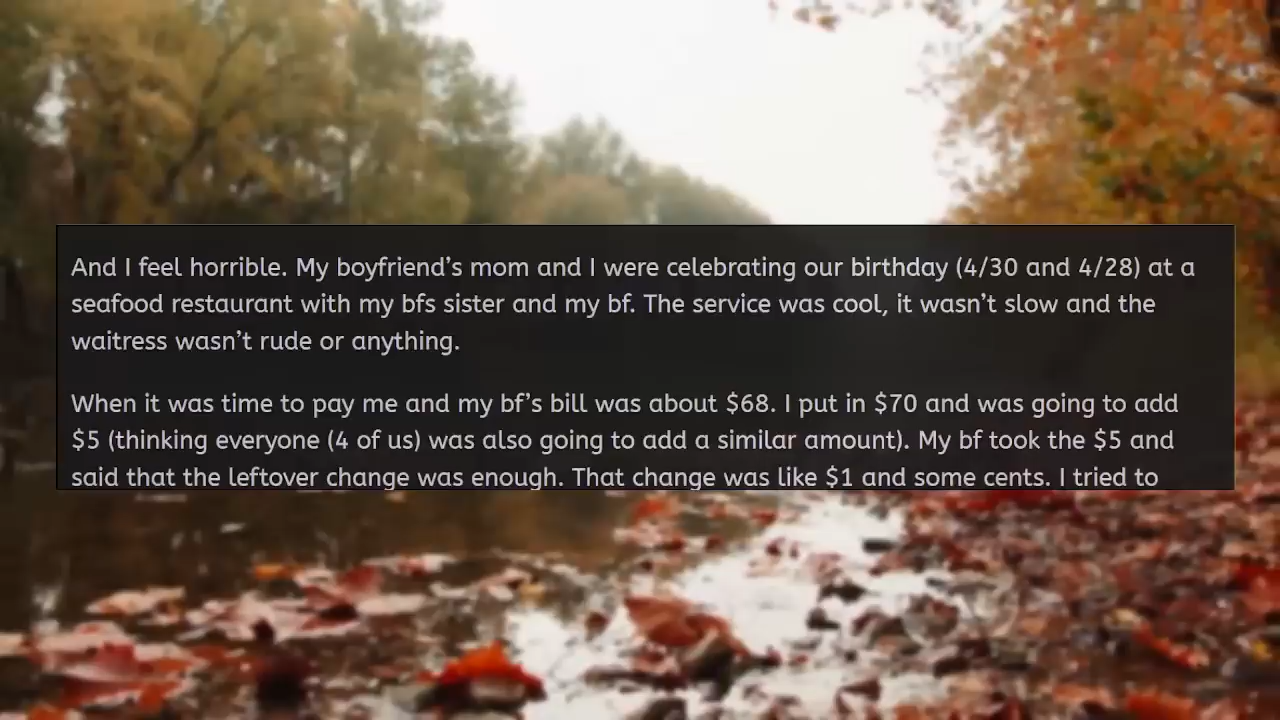 And I feel horrible. My boyfriend’s mom and I were celebrating our birthday (4/30 and 4/28) at a
seafood restaurant with my bfs sister and my bf. The service was cool, it wasn’t slow and the
waitress wasn’t rude or anything.
When it was time to pay me and my bf’s bill was about $68. I put in $70 and was going to add
$5 (thinking everyone (4 of us) was also going to add a similar amount). My bf took the $5 and
said that the leftover change was enough. That change was like $1 and some cents. I tried to